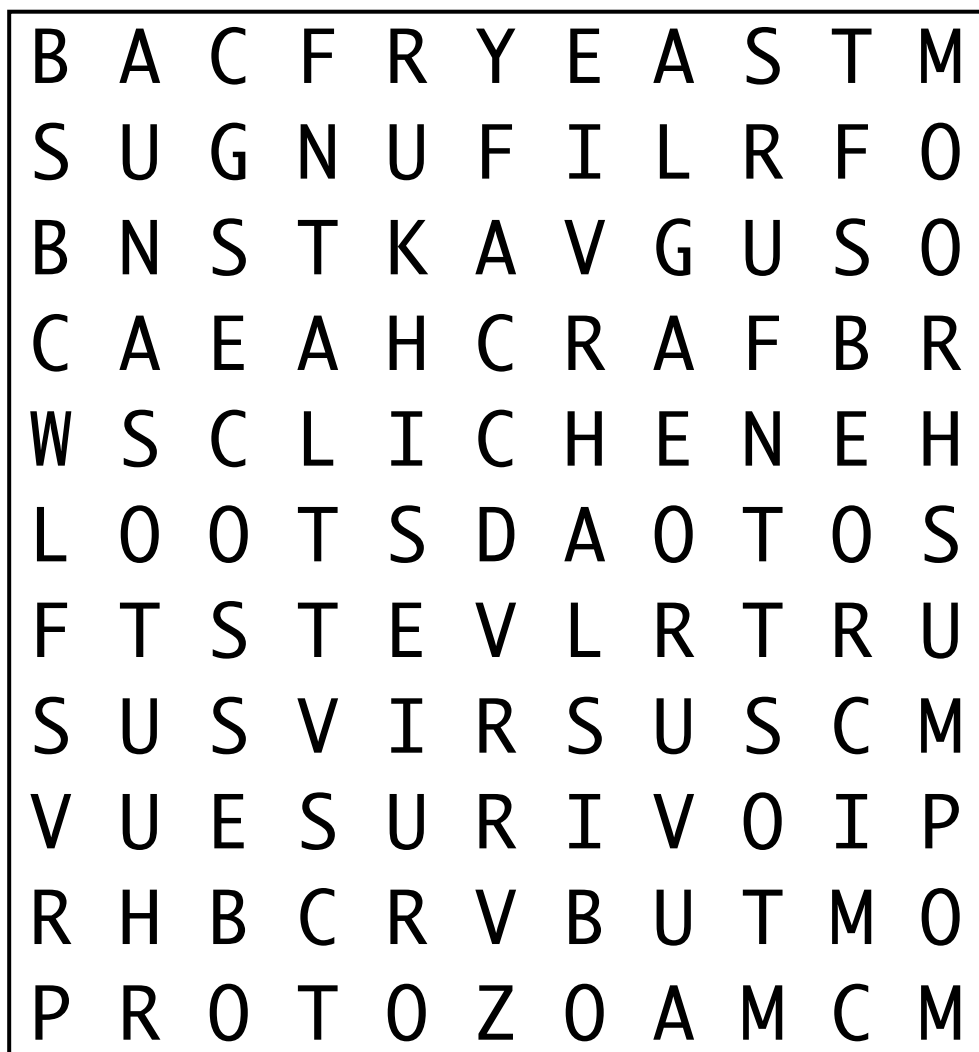 B A C F R Y E A S T M
S U G N U F I L R F O
B N S T K A V G U S O
C A E A H C R A F B R
W S C L I C H E N E H
L O O T S D A O T O S
F T S T E V L R T R U
S U S V I R S U S C M
V U E S U R I V O I P
R H B C R V B U T M O
P R O T O Z O A M C M